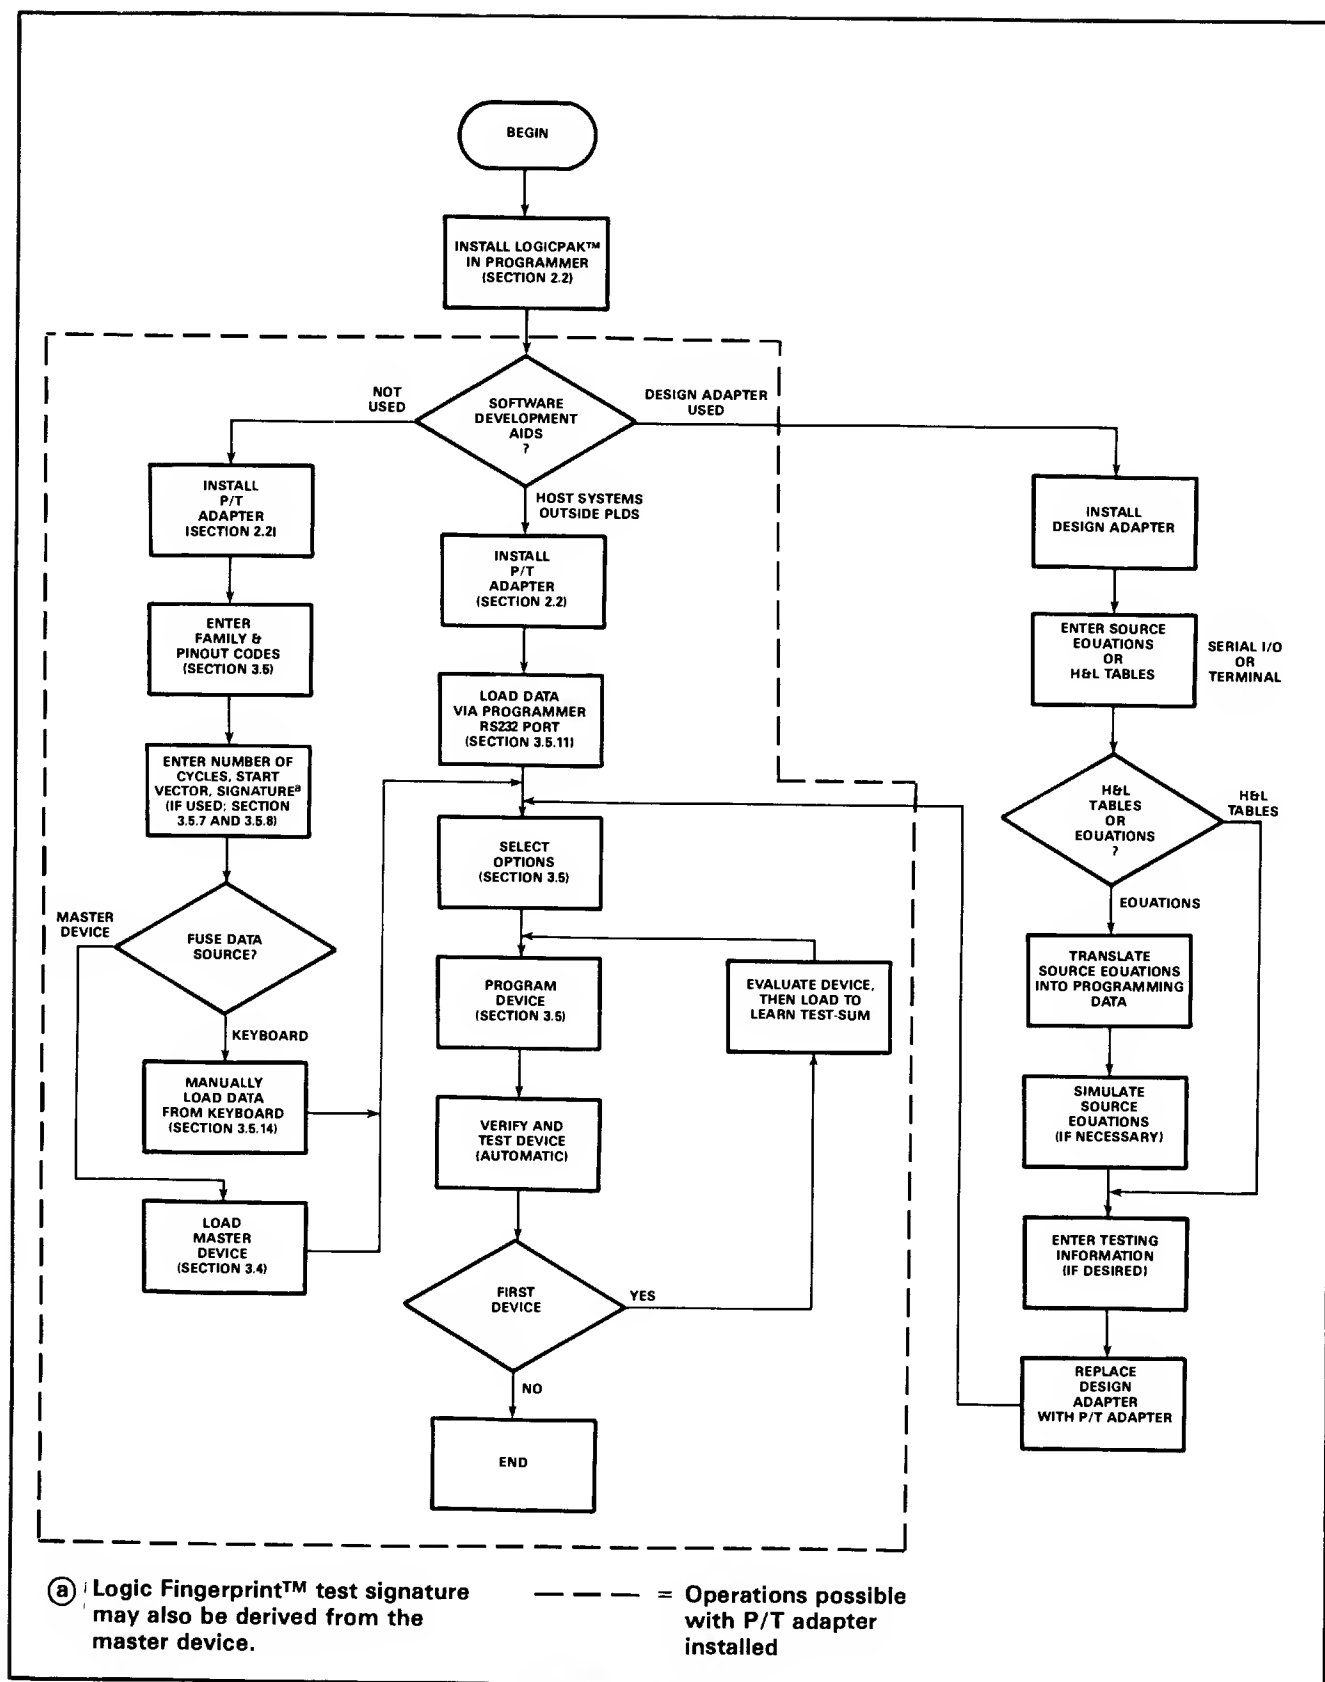 BEGIN
INSTALL LOGICPAK™
IN PROGRAMMER
(SECTION 2.2)
SOFTWARE
DEVELOPMENT
AIDS
?
NOT
USED
DESIGN ADAPTER
USED
HOST SYSTEMS
OUTSIDE PLDS
INSTALL
P/T
ADAPTER
(SECTION 2.2)
ENTER
FAMILY &
PINOUT CODES
(SECTION 3.5)
ENTER NUMBER OF
CYCLES, START
VECTOR, SIGNATUREª
(IF USED; SECTION
3.5.7 AND 3.5.8)
FUSE DATA
SOURCE?
MASTER
DEVICE
KEYBOARD
MANUALLY
LOAD DATA
FROM KEYBOARD
(SECTION 3.5.14)
LOAD
MASTER
DEVICE
(SECTION 3.4)
INSTALL
P/T
ADAPTER
(SECTION 2.2)
LOAD DATA
VIA PROGRAMMER
RS232 PORT
(SECTION 3.5.11)
SELECT
OPTIONS
(SECTION 3.5)
PROGRAM
DEVICE
(SECTION 3.5)
VERIFY AND
TEST DEVICE
(AUTOMATIC)
FIRST
DEVICE
YES
NO
END
EVALUATE DEVICE,
THEN LOAD TO
LEARN TEST-SUM
INSTALL
DESIGN ADAPTER
ENTER SOURCE
EQUATIONS
OR
H&L TABLES
SERIAL I/O
OR
TERMINAL
H&L
TABLES
OR
EQUATIONS
?
H&L
TABLES
EQUATIONS
TRANSLATE
SOURCE EQUATIONS
INTO PROGRAMMING
DATA
SIMULATE
SOURCE
EQUATIONS
(IF NECESSARY)
ENTER TESTING
INFORMATION
(IF DESIRED)
REPLACE
DESIGN
ADAPTER
WITH P/T ADAPTER
ⓐ Logic Fingerprint™ test signature
may also be derived from the
master device.
— — — = Operations possible
with P/T adapter
installed